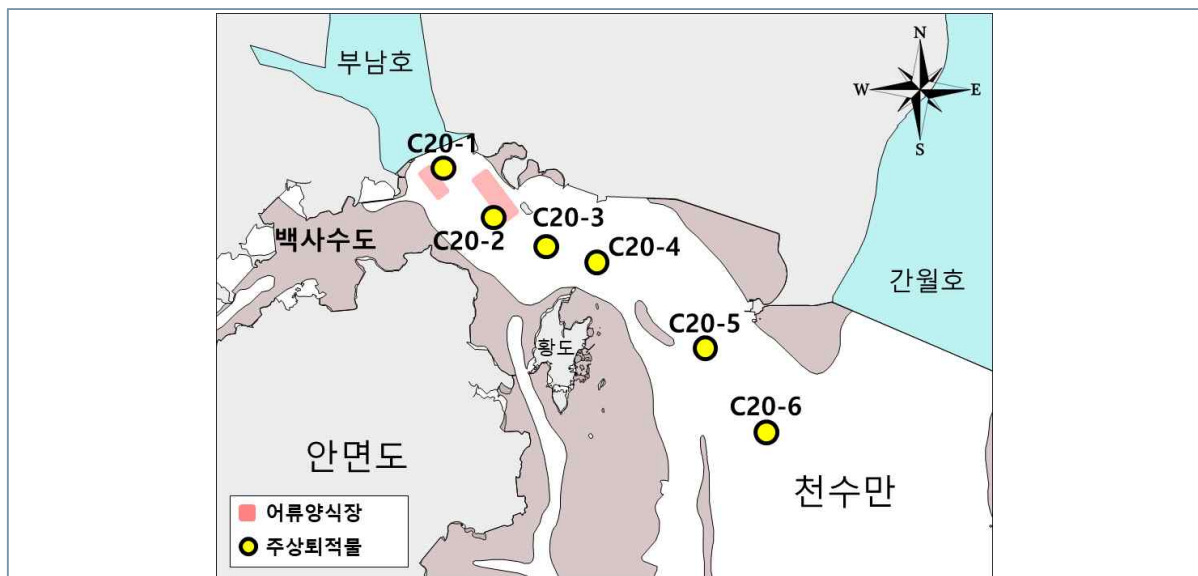 부남호
N
W
E
S
C20-1
C20-3
백사수도
C20-2
C20-4
간월호
C20-5
황도
C20-6
안면도
천수만
어류양식장
주상퇴적물